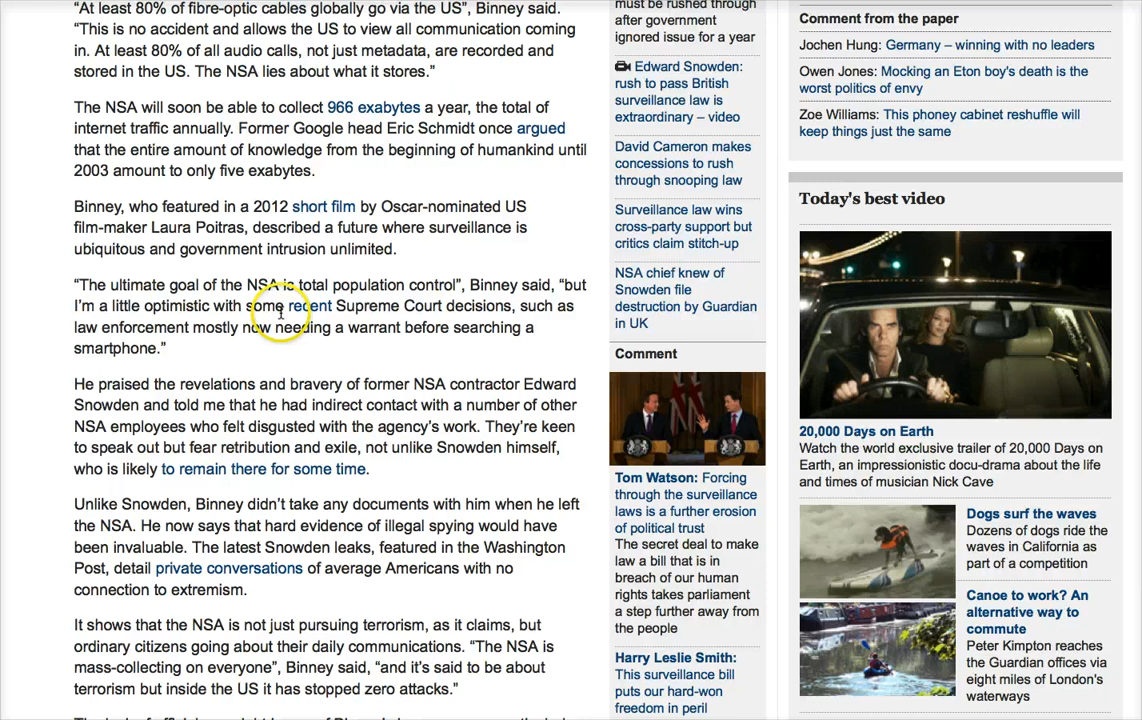 “At least 80% of fibre-optic cables globally go via the US”, Binney said.
“This is no accident and allows the US to view all communication coming
in. At least 80% of all audio calls, not just metadata, are recorded and
stored in the US. The NSA lies about what it stores.”
The NSA will soon be able to collect 966 exabytes a year, the total of
internet traffic annually. Former Google head Eric Schmidt once argued
that the entire amount of knowledge from the beginning of humankind until
2003 amount to only five exabytes.
Binney, who featured in a 2012 short film by Oscar-nominated US
film-maker Laura Poitras, described a future where surveillance is
ubiquitous and government intrusion unlimited.
“The ultimate goal of the NSA is total population control”, Binney said, “but
I’m a little optimistic with some recent Supreme Court decisions, such as
law enforcement mostly now needing a warrant before searching a
smartphone.”
He praised the revelations and bravery of former NSA contractor Edward
Snowden and told me that he had indirect contact with a number of other
NSA employees who felt disgusted with the agency’s work. They’re keen
to speak out but fear retribution and exile, not unlike Snowden himself,
who is likely to remain there for some time.
Unlike Snowden, Binney didn’t take any documents with him when he left
the NSA. He now says that hard evidence of illegal spying would have
been invaluable. The latest Snowden leaks, featured in the Washington
Post, detail private conversations of average Americans with no
connection to extremism.
It shows that the NSA is not just pursuing terrorism, as it claims, but
ordinary citizens going about their daily communications. “The NSA is
mass-collecting on everyone”, Binney said, “and it’s said to be about
terrorism but inside the US it has stopped zero attacks.”
must be rushed through
after government
ignored issue for a year
Edward Snowden:
rush to pass British
surveillance law is
extraordinary – video
David Cameron makes
concessions to rush
through snooping law
Surveillance law wins
cross-party support but
critics claim stitch-up
NSA chief knew of
Snowden file
destruction by Guardian
in UK
Comment
Tom Watson: Forcing
through the surveillance
laws is a further erosion
of political trust
The secret deal to make
law a bill that is in
breach of our human
rights takes parliament
a step further away from
the people
Harry Leslie Smith:
This surveillance bill
puts our hard-won
freedom in peril
Comment from the paper
Jochen Hung: Germany – winning with no leaders
Owen Jones: Mocking an Eton boy's death is the
worst politics of envy
Zoe Williams: This phoney cabinet reshuffle will
keep things just the same
Today's best video
20,000 Days on Earth
Watch the world exclusive trailer of 20,000 Days on
Earth, an impressionistic docu-drama about the life
and times of musician Nick Cave
Dogs surf the waves
Dozens of dogs ride the
waves in California as
part of a competition
Canoe to work? An
alternative way to
commute
Peter Kimpton reaches
the Guardian offices via
eight miles of London's
waterways